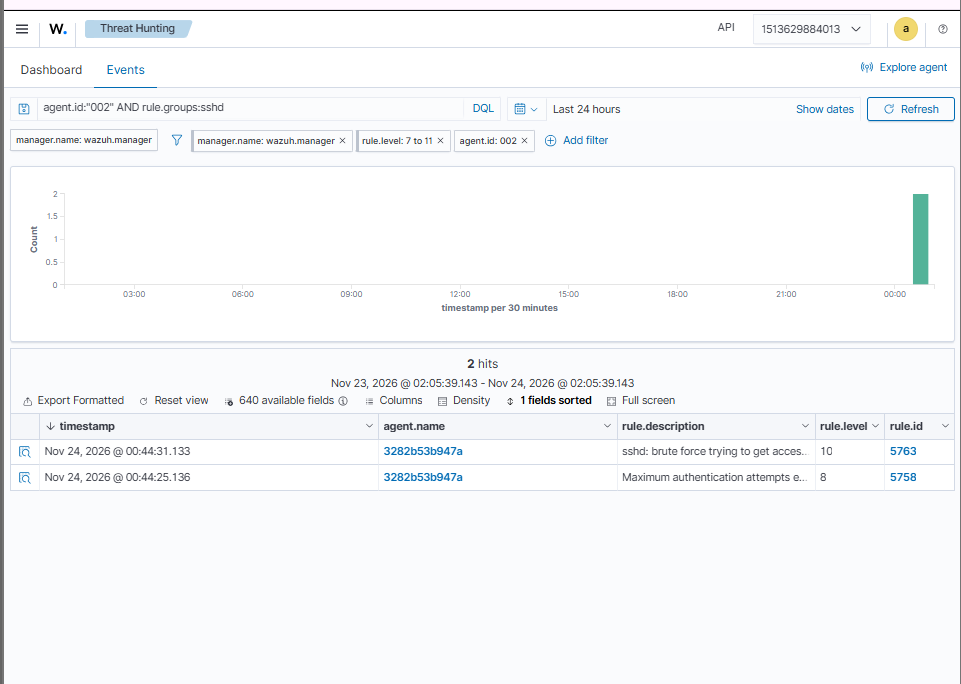 W. Threat Hunting API 1513629884013 a
Dashboard Events Explore agent
agent.id:"002" AND rule.groups:sshd DQL Last 24 hours Show dates Refresh
manager.name: wazuh.manager manager.name: wazuh.manager × rule.level: 7 to 11 × agent.id: 002 × Add filter
2
1.5
1
0.5
0
Count
03:00 06:00 09:00 12:00 15:00 18:00 21:00 00:00
timestamp per 30 minutes
2 hits
Nov 23, 2026 @ 02:05:39.143 - Nov 24, 2026 @ 02:05:39.143
Export Formatted Reset view 640 available fields Columns Density 1 fields sorted Full screen
timestamp agent.name rule.description rule.level rule.id
Nov 24, 2026 @ 00:44:31.133 3282b53b947a sshd: brute force trying to get acces... 10 5763
Nov 24, 2026 @ 00:44:25.136 3282b53b947a Maximum authentication attempts e... 8 5758